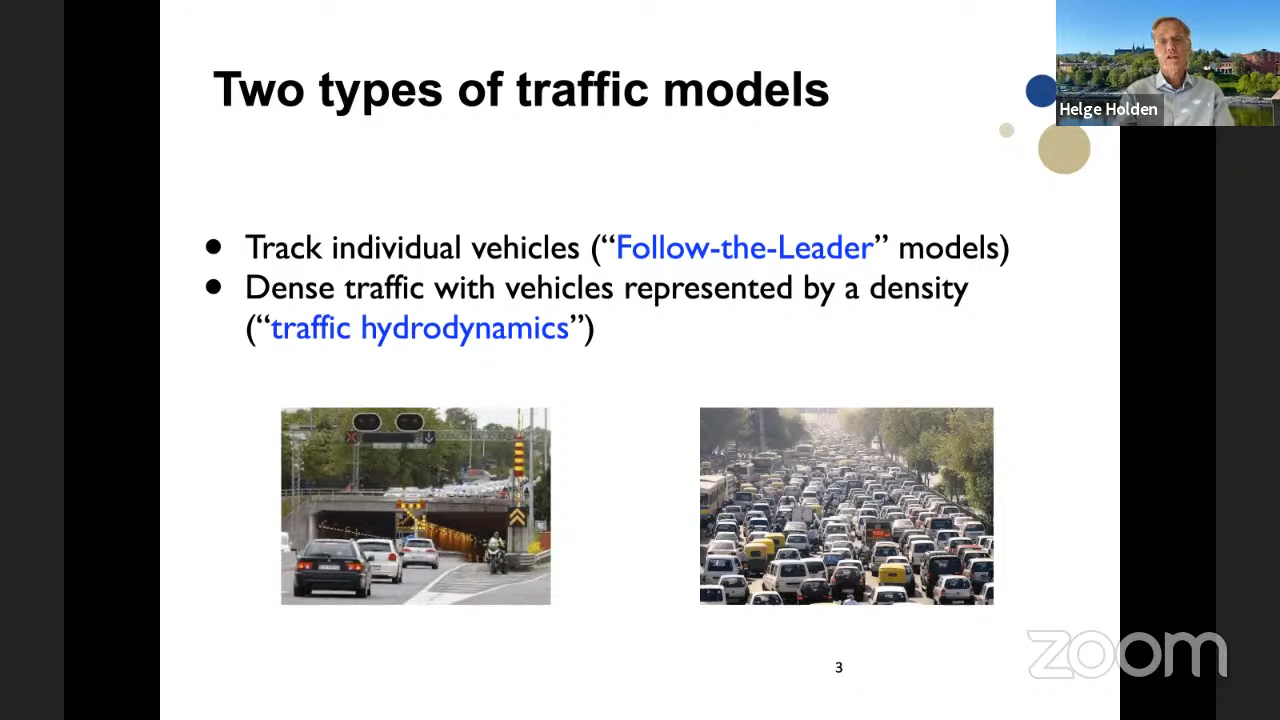 Two types of traffic models
Helge Holden
● Track individual vehicles (“Follow-the-Leader” models)
● Dense traffic with vehicles represented by a density
(“traffic hydrodynamics”)
3
zoom